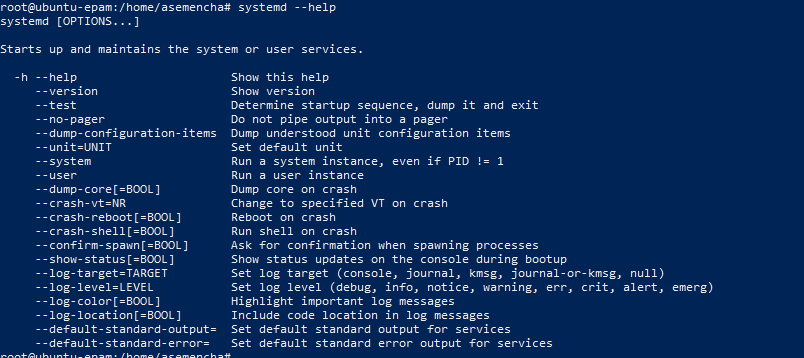 root@ubuntu-epam:/home/asemencha# systemd --help
systemd [OPTIONS...]

Starts up and maintains the system or user services.

  -h --help                      Show this help
     --version                   Show version
     --test                      Determine startup sequence, dump it and exit
     --no-pager                  Do not pipe output into a pager
     --dump-configuration-items  Dump understood unit configuration items
     --unit=UNIT                 Set default unit
     --system                    Run a system instance, even if PID != 1
     --user                      Run a user instance
     --dump-core[=BOOL]          Dump core on crash
     --crash-vt=NR               Change to specified VT on crash
     --crash-reboot[=BOOL]       Reboot on crash
     --crash-shell[=BOOL]        Run shell on crash
     --confirm-spawn[=BOOL]      Ask for confirmation when spawning processes
     --show-status[=BOOL]        Show status updates on the console during bootup
     --log-target=TARGET         Set log target (console, journal, kmsg, journal-or-kmsg, null)
     --log-level=LEVEL           Set log level (debug, info, notice, warning, err, crit, alert, emerg)
     --log-color[=BOOL]          Highlight important log messages
     --log-location[=BOOL]       Include code location in log messages
     --default-standard-output=  Set default standard output for services
     --default-standard-error=   Set default standard error output for services
root@ubuntu-epam:/home/asemencha#